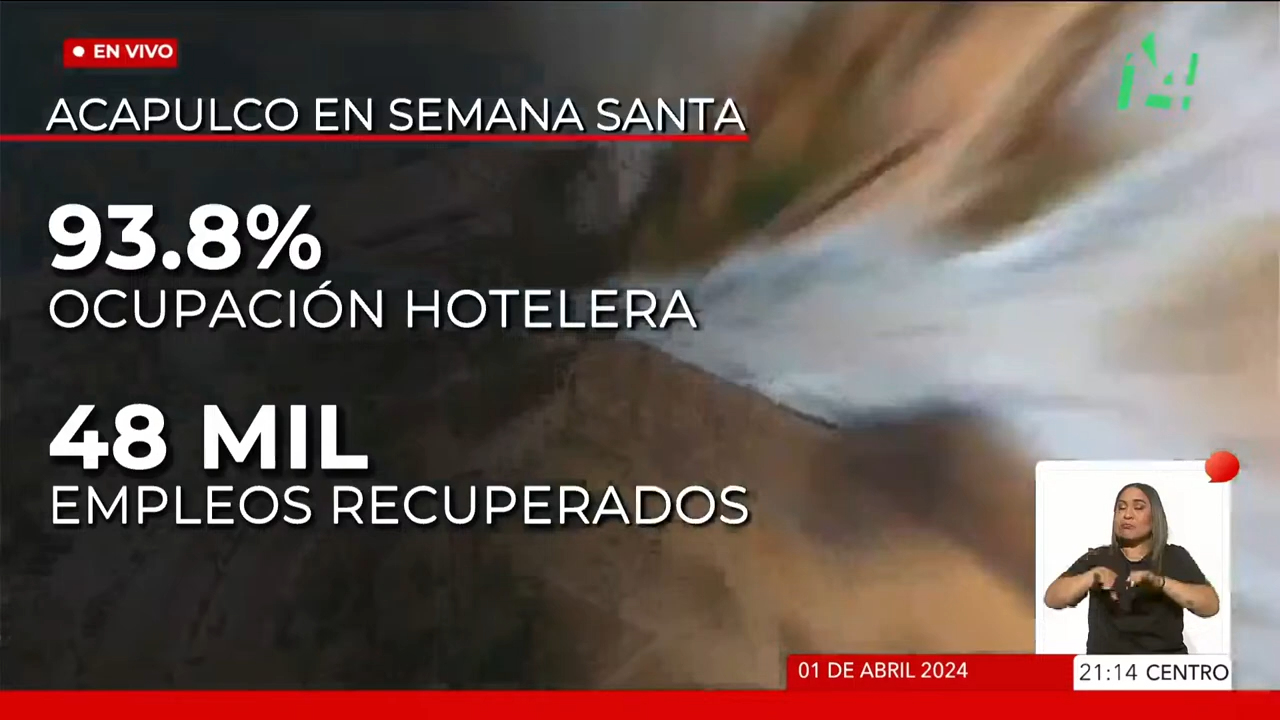 EN VIVO
14
ACAPULCO EN SEMANA SANTA
93.8%
OCUPACIÓN HOTELERA
48 MIL
EMPLEOS RECUPERADOS
01 DE ABRIL 2024
21:14 CENTRO